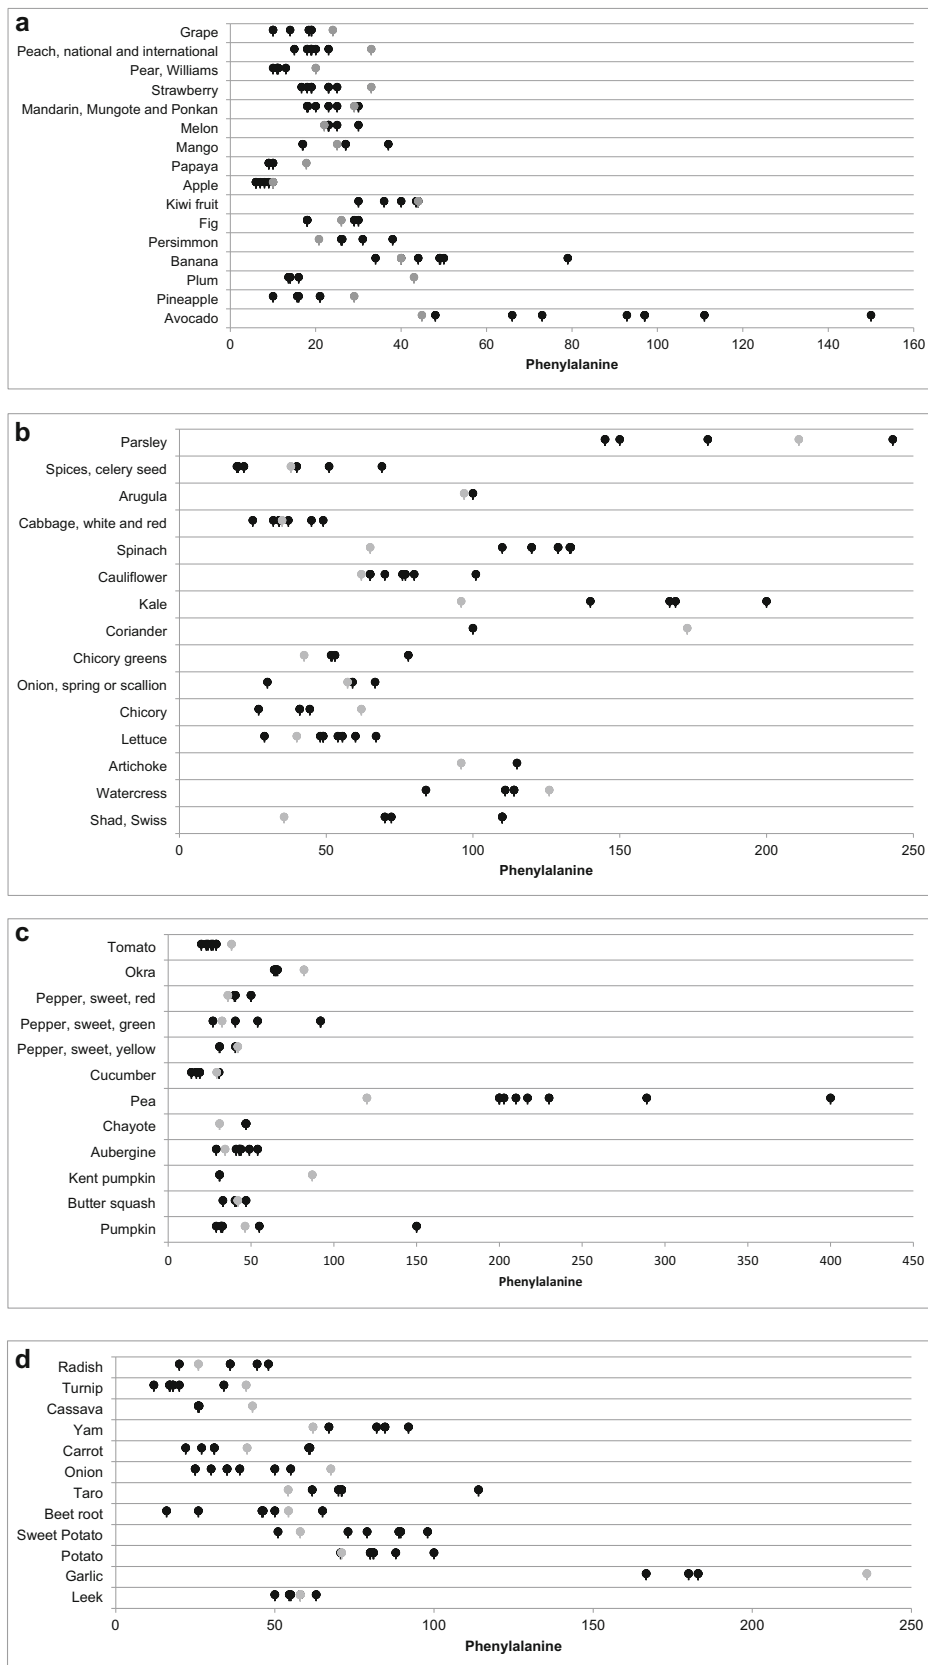 a
Grape
Peach, national and international
Pear, Williams
Strawberry
Mandarin, Mungote and Ponkan
Melon
Mango
Papaya
Apple
Kiwi fruit
Fig
Persimmon
Banana
Plum
Pineapple
Avocado
0 20 40 60 80 100 120 140 160
Phenylalanine
b
Parsley
Spices, celery seed
Arugula
Cabbage, white and red
Spinach
Cauliflower
Kale
Coriander
Chicory greens
Onion, spring or scallion
Chicory
Lettuce
Artichoke
Watercress
Shad, Swiss
0 50 100 150 200 250
Phenylalanine
c
Tomato
Okra
Pepper, sweet, red
Pepper, sweet, green
Pepper, sweet, yellow
Cucumber
Pea
Chayote
Aubergine
Kent pumpkin
Butter squash
Pumpkin
0 50 100 150 200 250 300 350 400 450
Phenylalanine
d
Radish
Turnip
Cassava
Yam
Carrot
Onion
Taro
Beet root
Sweet Potato
Potato
Garlic
Leek
0 50 100 150 200 250
Phenylalanine